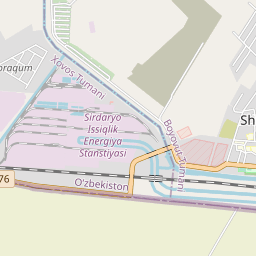 Xovos Tumani
oraqum
Sh
Sirdaryo
Issiqlik
Energiya
Stanstiyasi
Boyovut Tumani
76
O'zbekiston